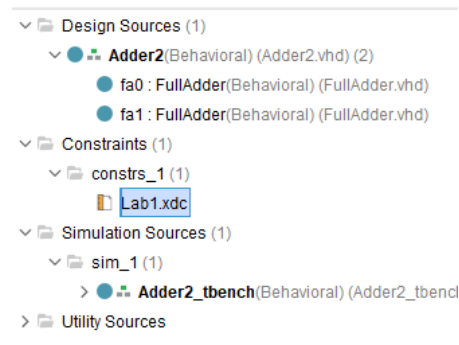 Design Sources (1)
Adder2(Behavioral) (Adder2.vhd) (2)
fa0 : FullAdder(Behavioral) (FullAdder.vhd)
fa1 : FullAdder(Behavioral) (FullAdder.vhd)
Constraints (1)
constrs_1 (1)
Lab1.xdc
Simulation Sources (1)
sim_1 (1)
Adder2_tbench(Behavioral) (Adder2_tbencl
Utility Sources